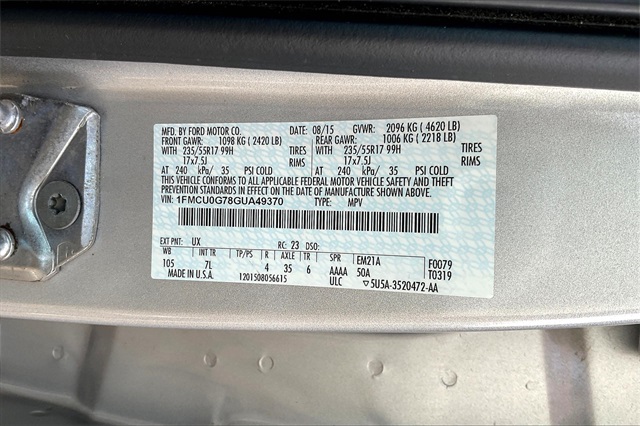 MFD. BY FORD MOTOR CO. DATE: 08/15 GVWR: 2096 KG ( 4620 LB)
FRONT GAWR: 1098 KG ( 2420 LB) REAR GAWR: 1006 KG ( 2218 LB)
WITH 235/55R17 99H TIRES WITH 235/55R17 99H TIRES
17x7.5J RIMS 17x7.5J RIMS
AT 240 kPa/ 35 PSI COLD AT 240 kPa/ 35 PSI COLD
THIS VEHICLE CONFORMS TO ALL APPLICABLE FEDERAL MOTOR VEHICLE SAFETY AND
THEFT PREVENTION STANDARDS IN EFFECT ON THE DATE OF MANUFACTURE SHOWN ABOVE.
VIN: 1FMCU0G78GUA49370 TYPE: MPV
EXT PNT: UX RC: 23 DSO:
WB INT TR TP/PS R AXLE TR SPR EM21A F0079
105 7L 4 35 6 AAAA 50A T0319
MADE IN U.S.A. 1201508056615 ULC ▽5U5A-3520472-AA